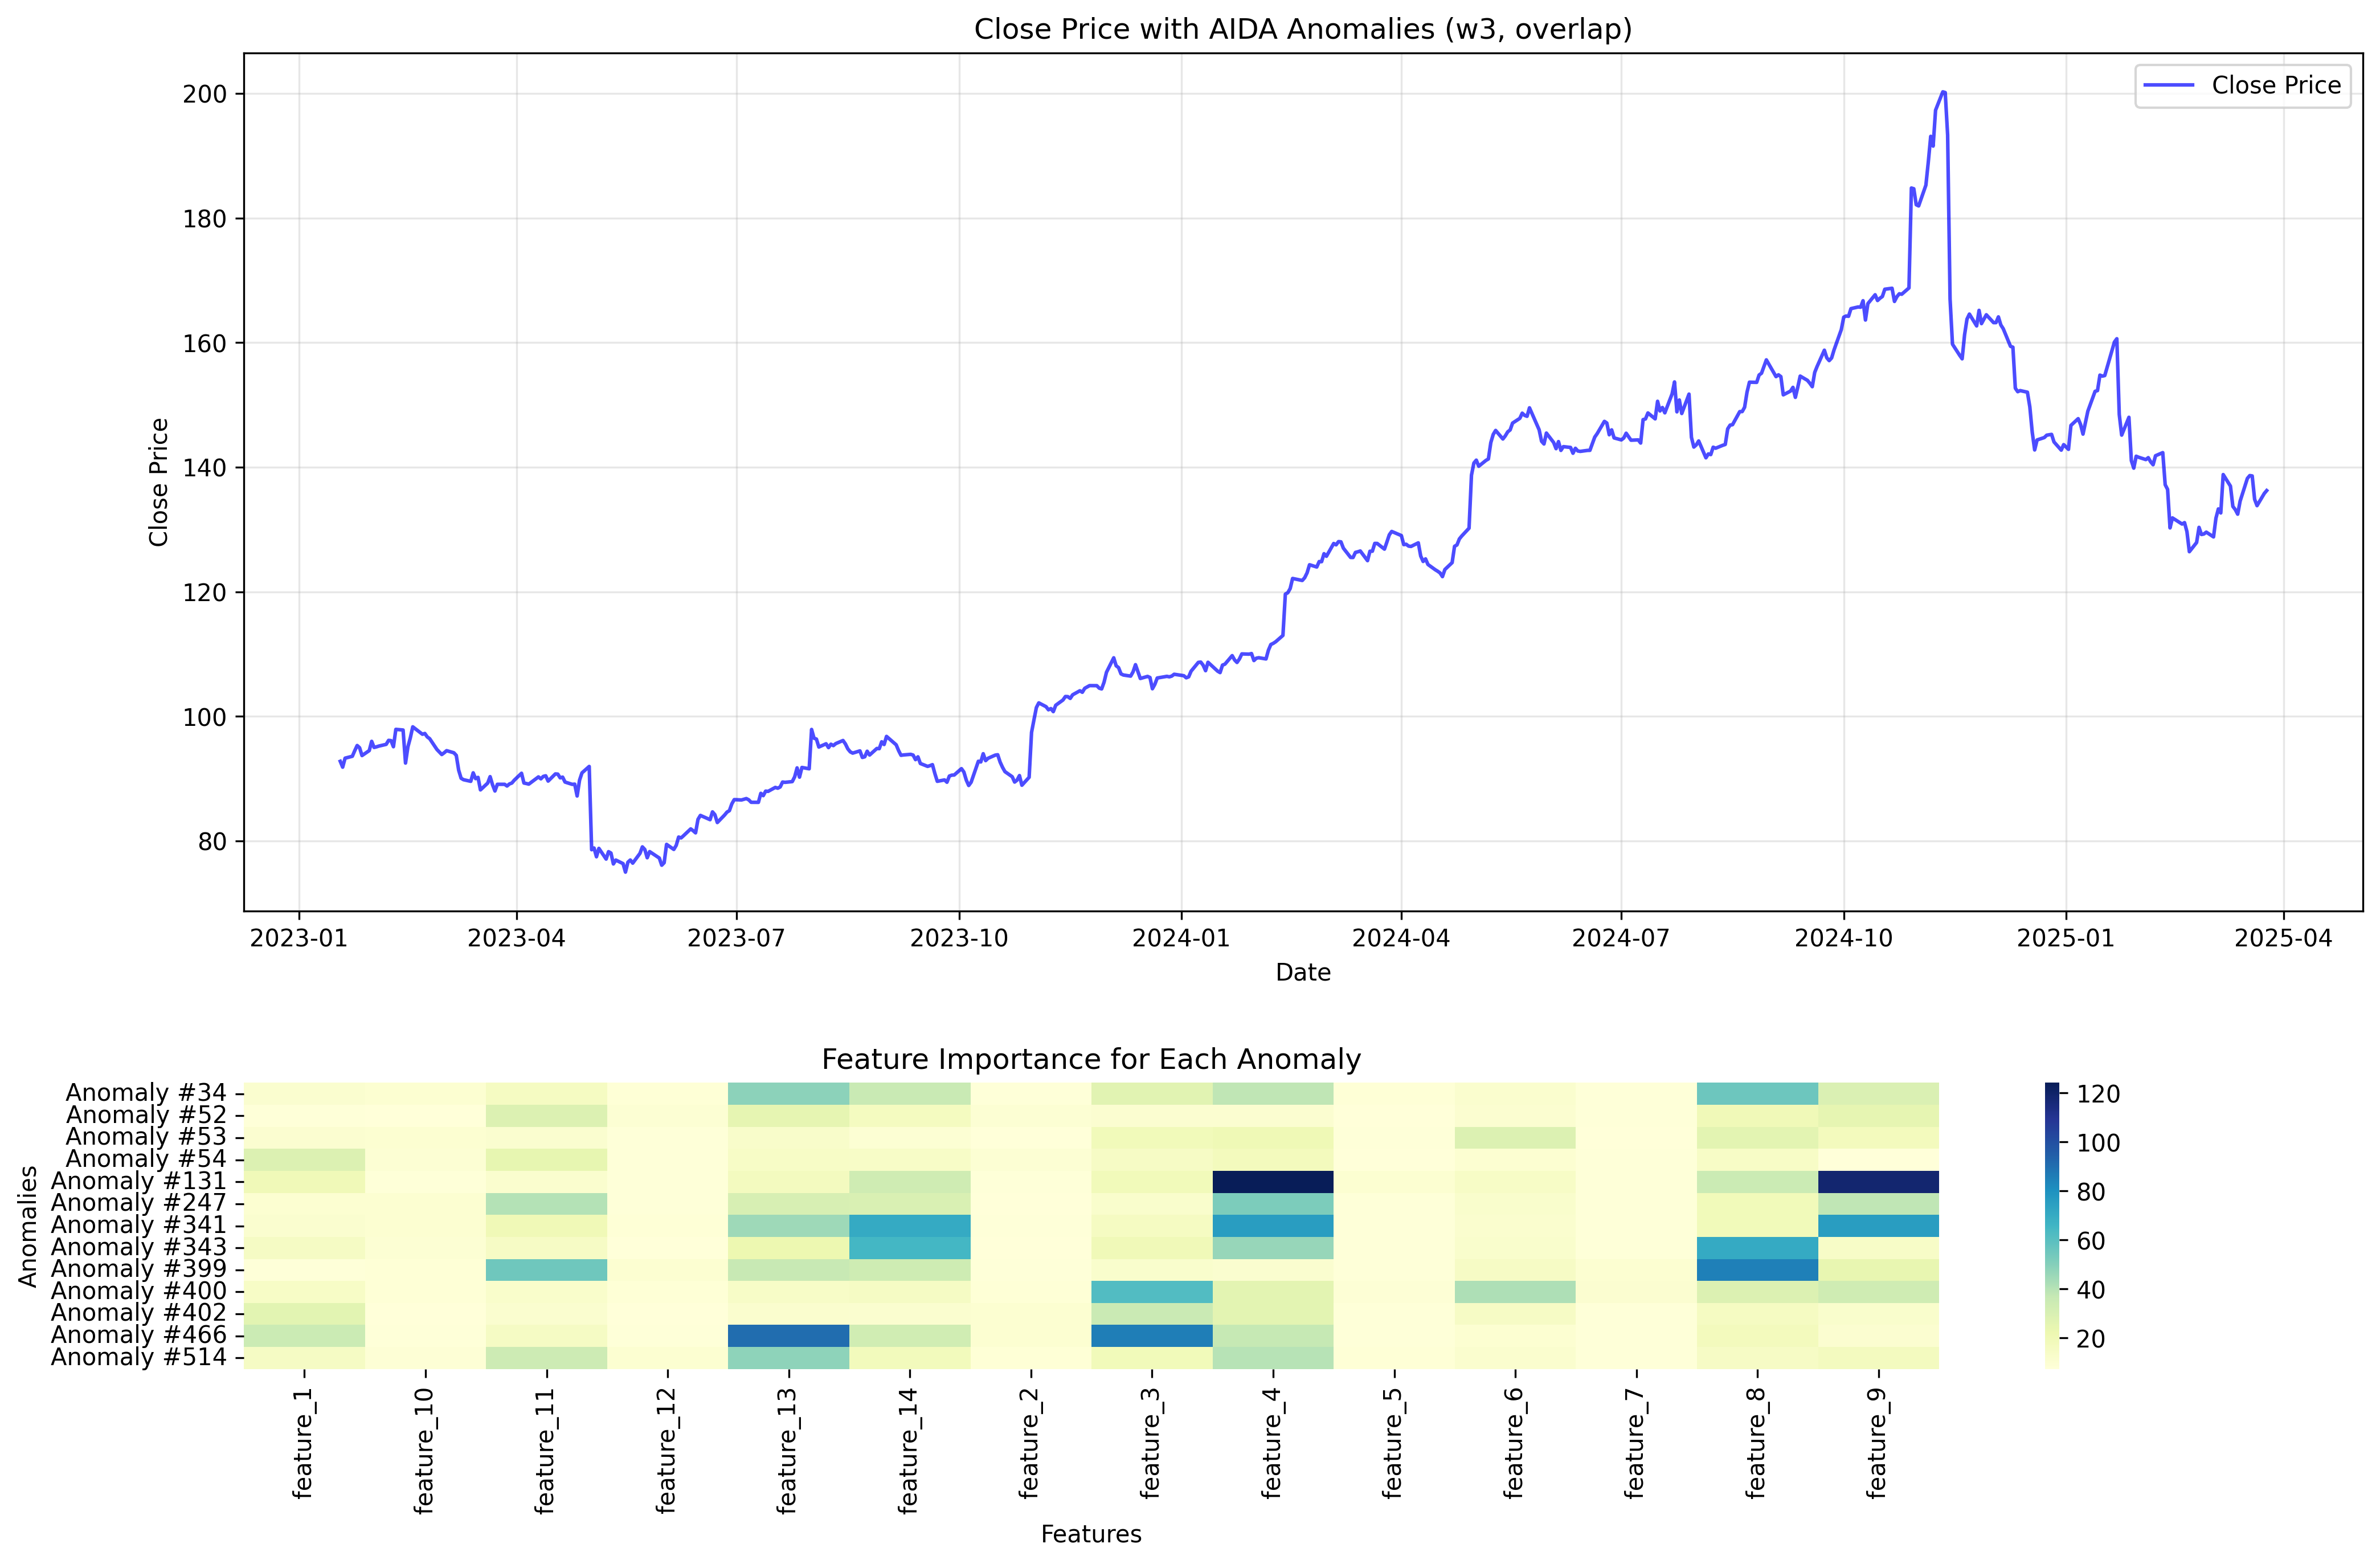 Close Price with AIDA Anomalies (w3, overlap)
Close Price
200
180
160
140
120
100
80
Close Price
2023-01 2023-04 2023-07 2023-10 2024-01 2024-04 2024-07 2024-10 2025-01 2025-04
Date
Feature Importance for Each Anomaly
Anomaly #34
Anomaly #52
Anomaly #53
Anomaly #54
Anomaly #131
Anomaly #247
Anomaly #341
Anomaly #343
Anomaly #399
Anomaly #400
Anomaly #402
Anomaly #466
Anomaly #514
Anomalies
120
100
80
60
40
20
feature_1 feature_10 feature_11 feature_12 feature_13 feature_14 feature_2 feature_3 feature_4 feature_5 feature_6 feature_7 feature_8 feature_9
Features